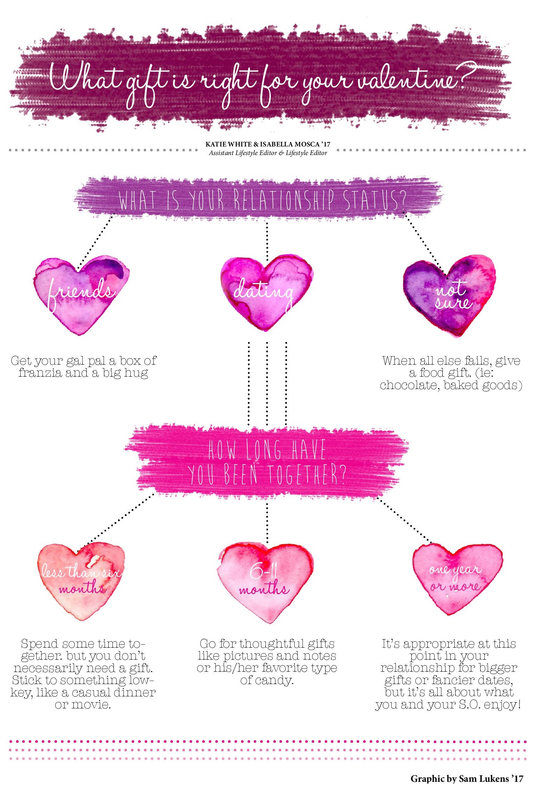 What gift is right for your valentine?
KATIE WHITE & ISABELLA MOSCA '17
Assistant Lifestyle Editor & Lifestyle Editor
WHAT IS YOUR RELATIONSHIP STATUS?
friends
dating
not
sure
Get your gal pal a box of
franzia and a big hug
When all else fails, give
a food gift. (ie:
chocolate, baked goods)
HOW LONG HAVE
YOU BEEN TOGETHER?
less than six
months
6-11
months
one year
or more
Spend some time to-
gether. but you don't
necessarily need a gift.
Stick to something low-
key, like a casual dinner
or movie.
Go for thoughtful gifts
like pictures and notes
or his/her favorite type
of candy.
It's appropriate at this
point in your
relationship for bigger
gifts or fancier dates,
but it's all about what
you and your S.O. enjoy!
Graphic by Sam Lukens '17